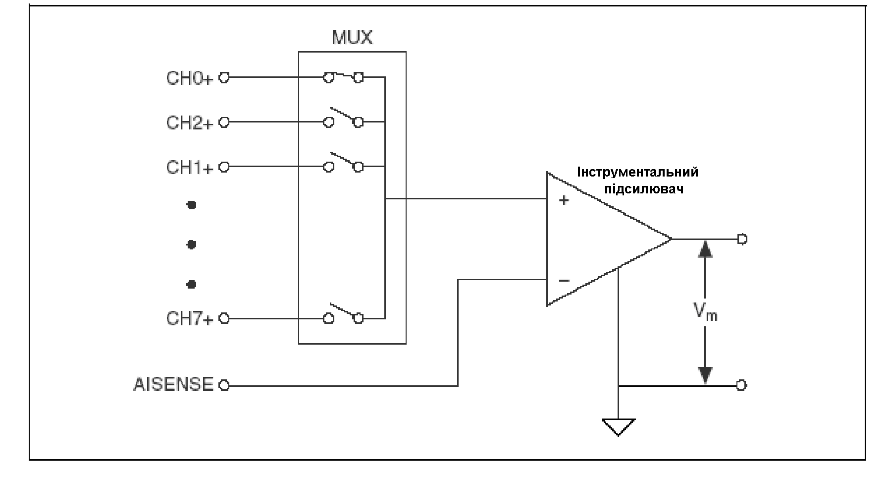 MUX
CH0+
CH2+
CH1+
Інструментальний
підсилювач
+
−
CH7+
Vm
AISENSE